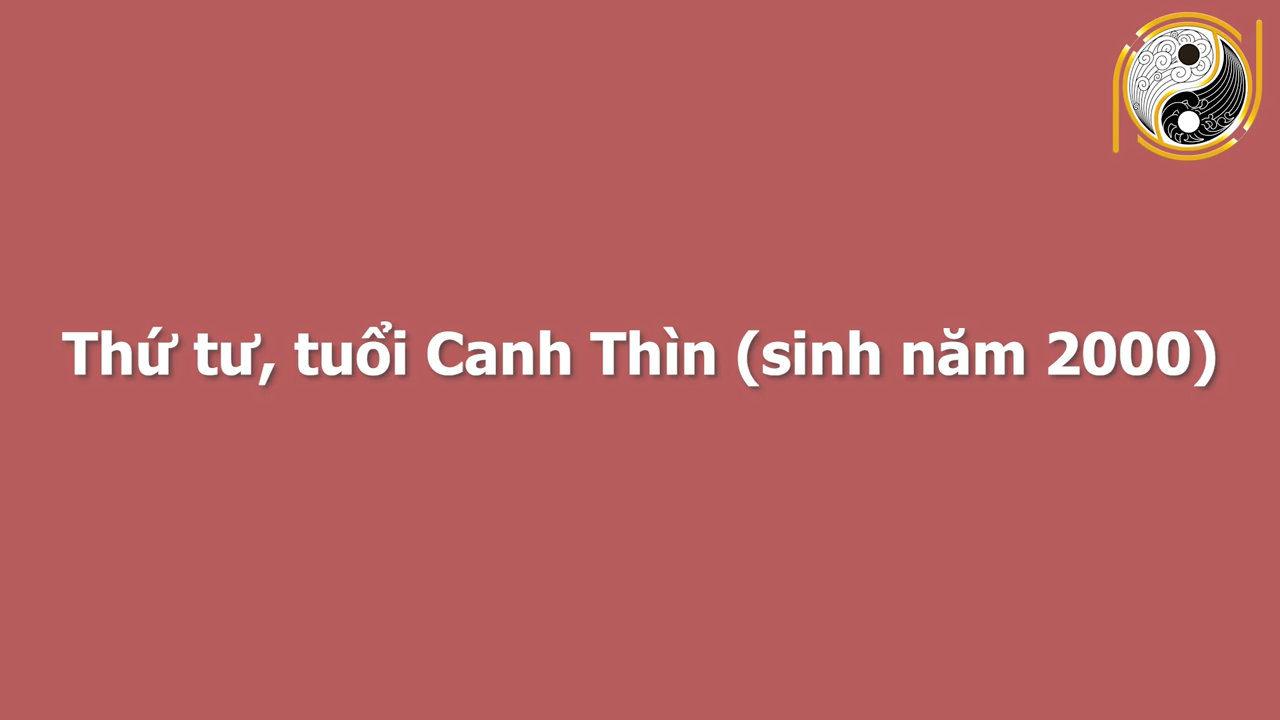 Thứ tư, tuổi Canh Thìn (sinh năm 2000)